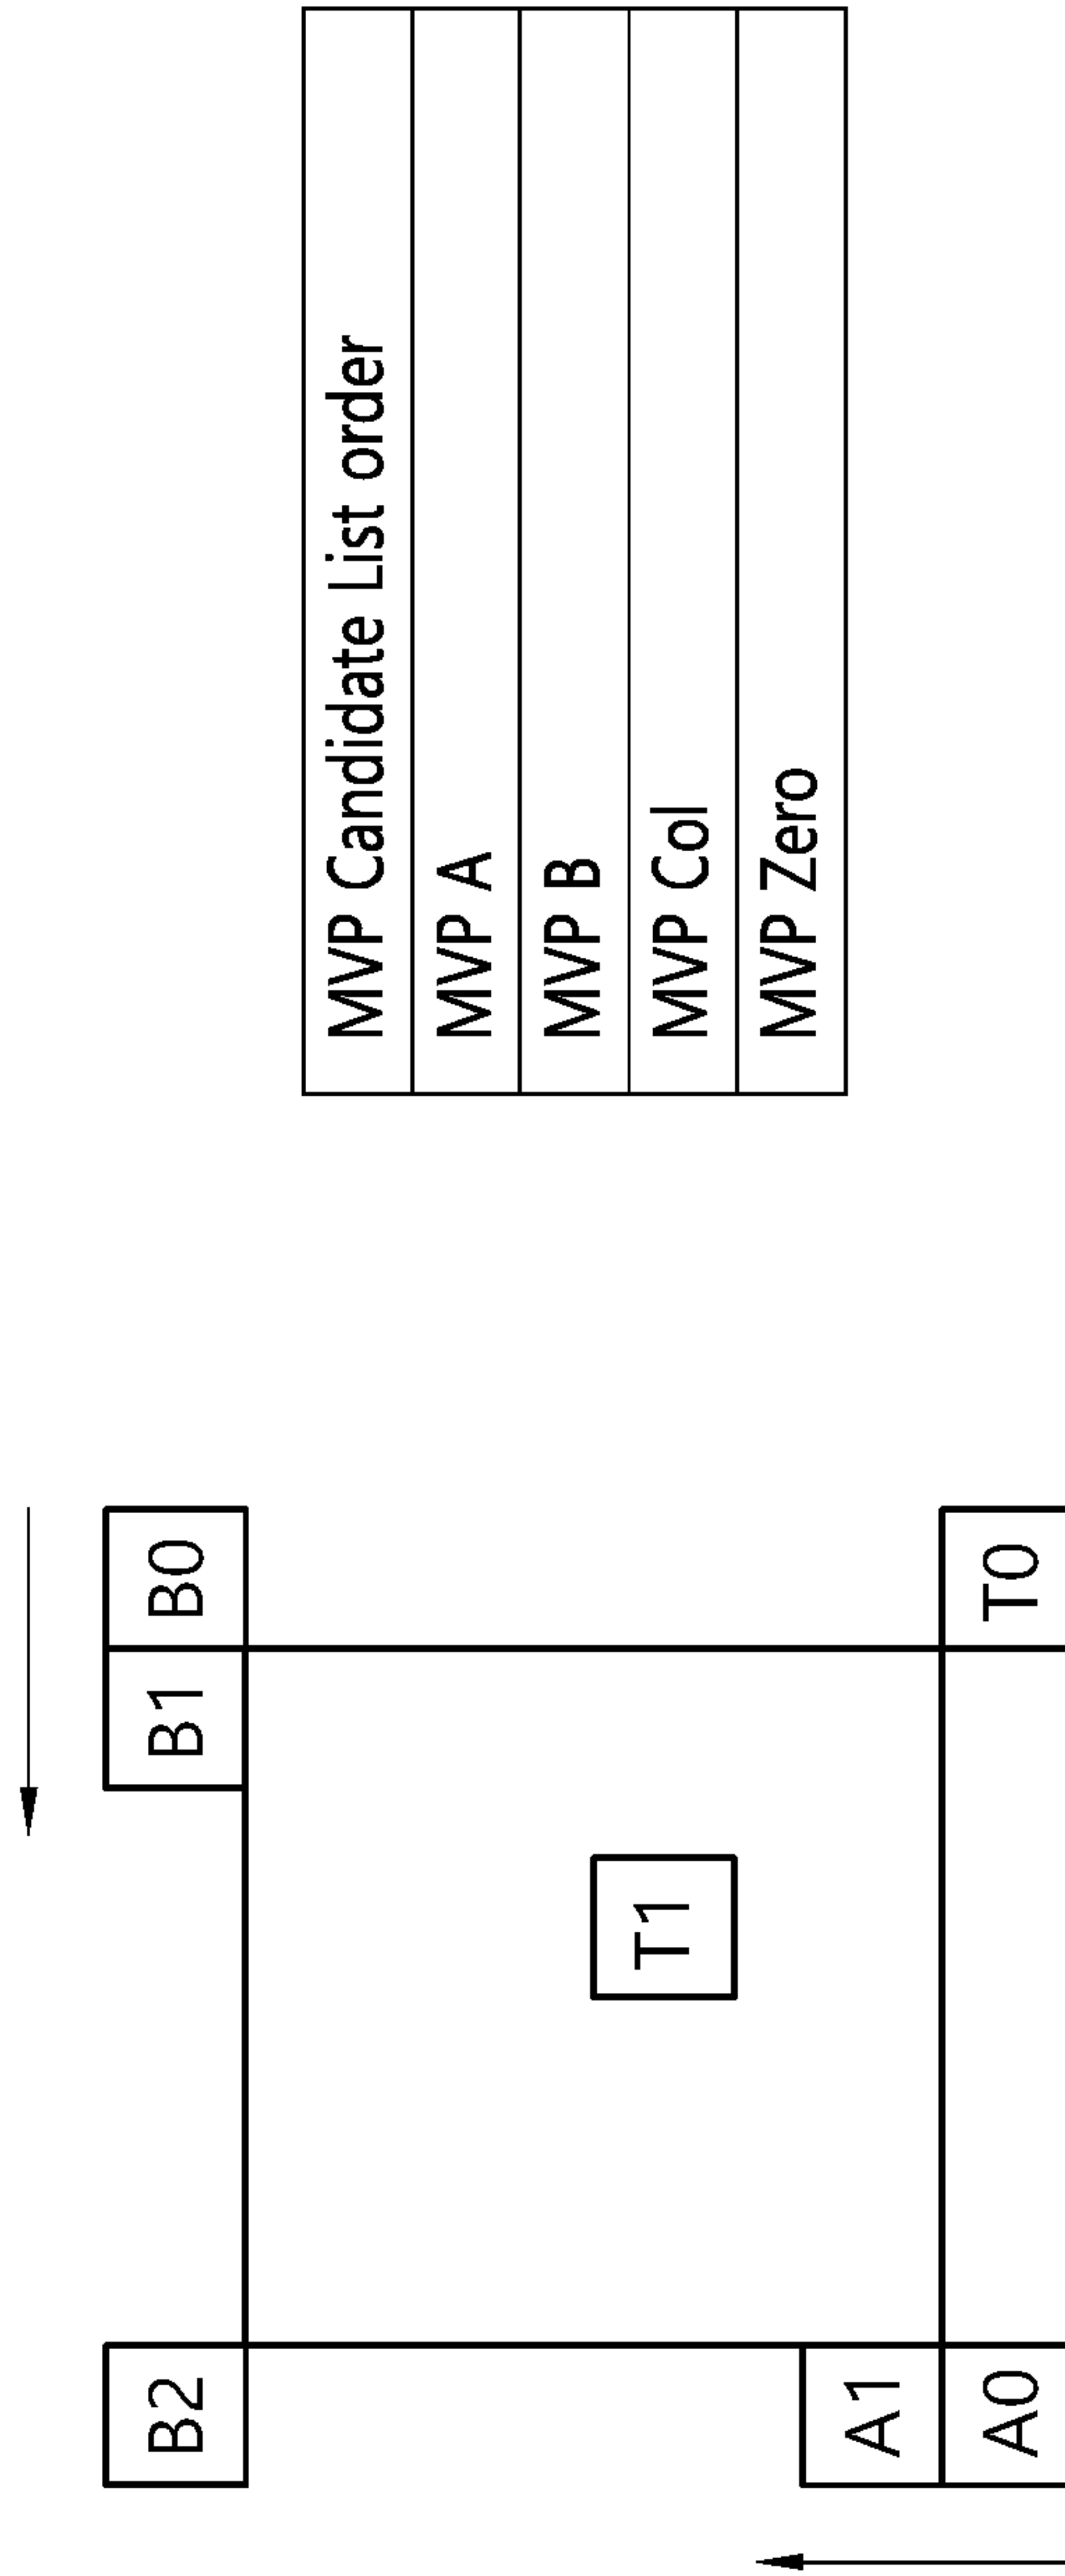 B2
B1
B0
T1
A1
A0
T0
MVP Candidate List order
MVP A
MVP B
MVP Col
MVP Zero